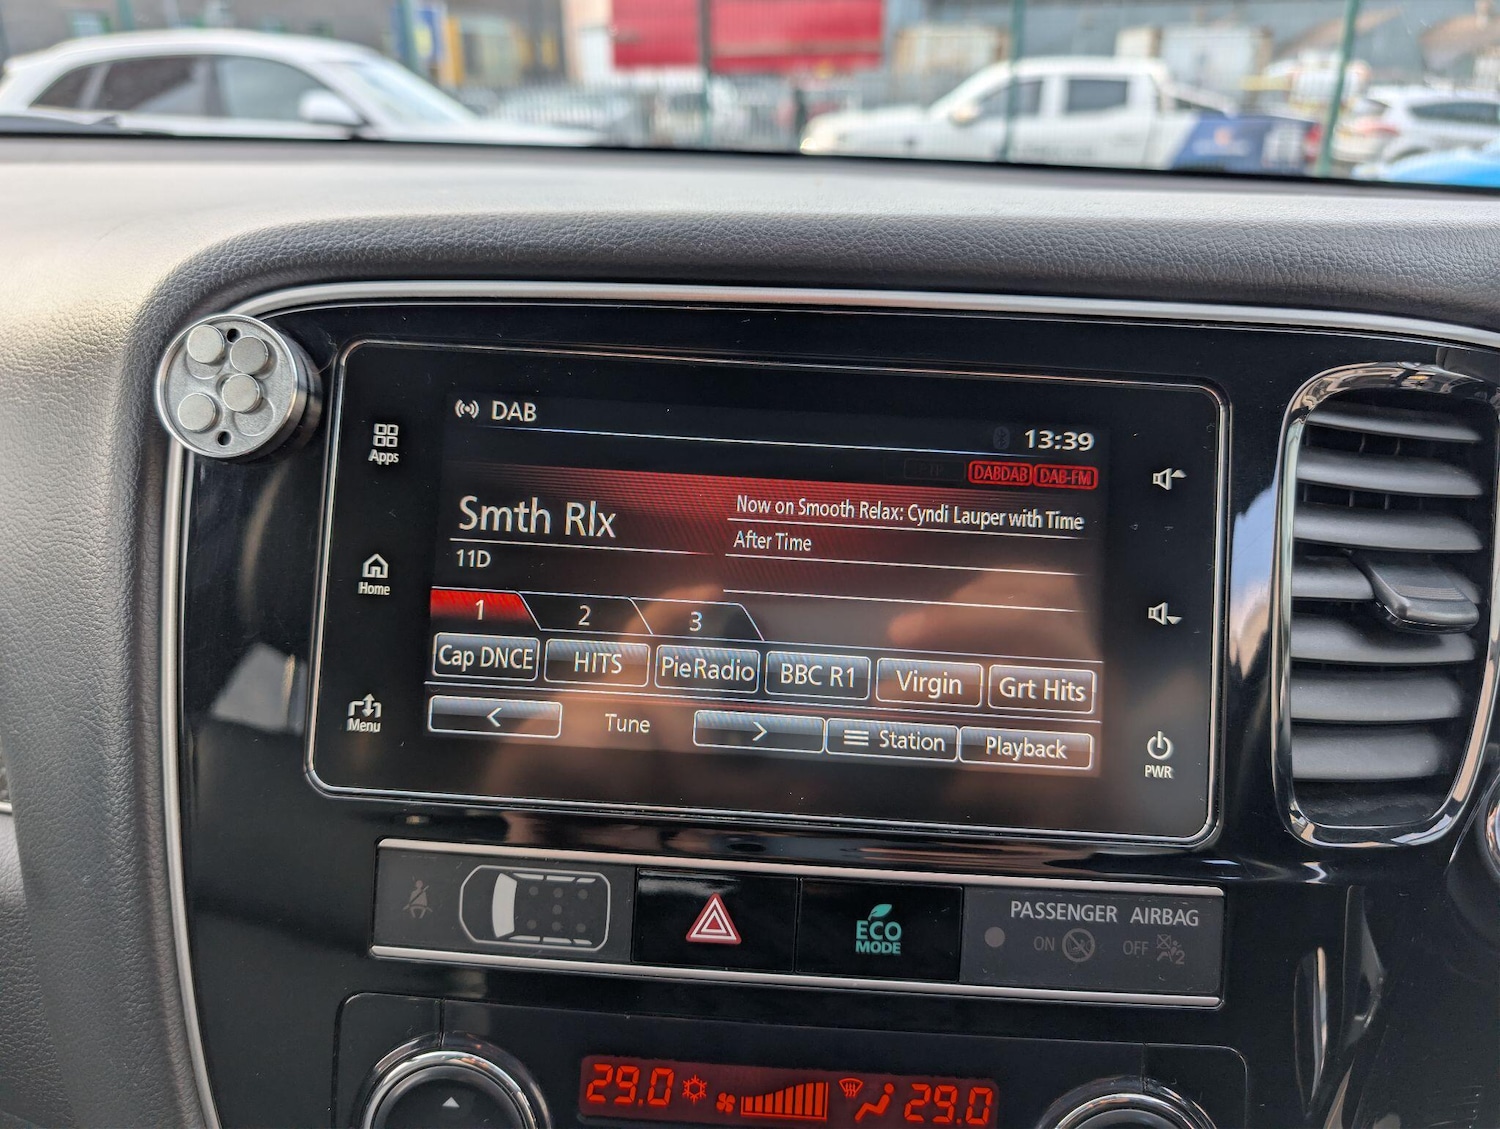 DAB
13:39
DABDAB DAB-FM
Apps
Smth Rlx
Now on Smooth Relax: Cyndi Lauper with Time
After Time
11D
Home
1 2 3
Cap DNCE HITS PieRadio BBC R1 Virgin Grt Hits
< Tune > Station Playback
Menu
PWR
ECO
MODE
PASSENGER AIRBAG
ON OFF 2
29.0 29.0